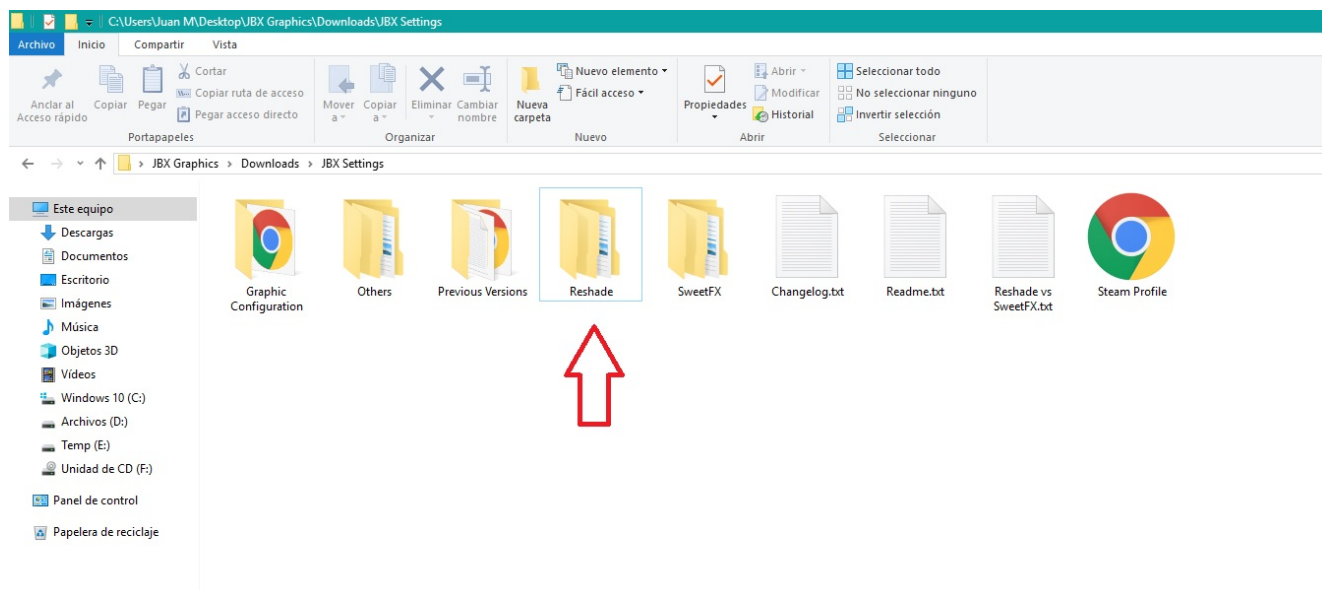 C:\Users\Juan M\Desktop\JBX Graphics\Downloads\JBX Settings
Archivo Inicio Compartir Vista
Anclar al
Acceso rápido
Copiar
Pegar
Cortar
Copiar ruta de acceso
Pegar acceso directo
Portapapeles
Mover
a
Copiar
a
Eliminar
Cambiar
nombre
Organizar
Nueva
carpeta
Nuevo elemento
Fácil acceso
Nuevo
Propiedades
Abrir
Modificar
Historial
Abrir
Seleccionar todo
No seleccionar ninguno
Invertir selección
Seleccionar
JBX Graphics > Downloads > JBX Settings
Este equipo
Descargas
Documentos
Escritorio
Imágenes
Música
Objetos 3D
Vídeos
Windows 10 (C:)
Archivos (D:)
Temp (E:)
Unidad de CD (F:)
Panel de control
Papelera de reciclaje
Graphic
Configuration
Others
Previous Versions
Reshade
SweetFX
Changelog.txt
Readme.txt
Reshade vs
SweetFX.txt
Steam Profile